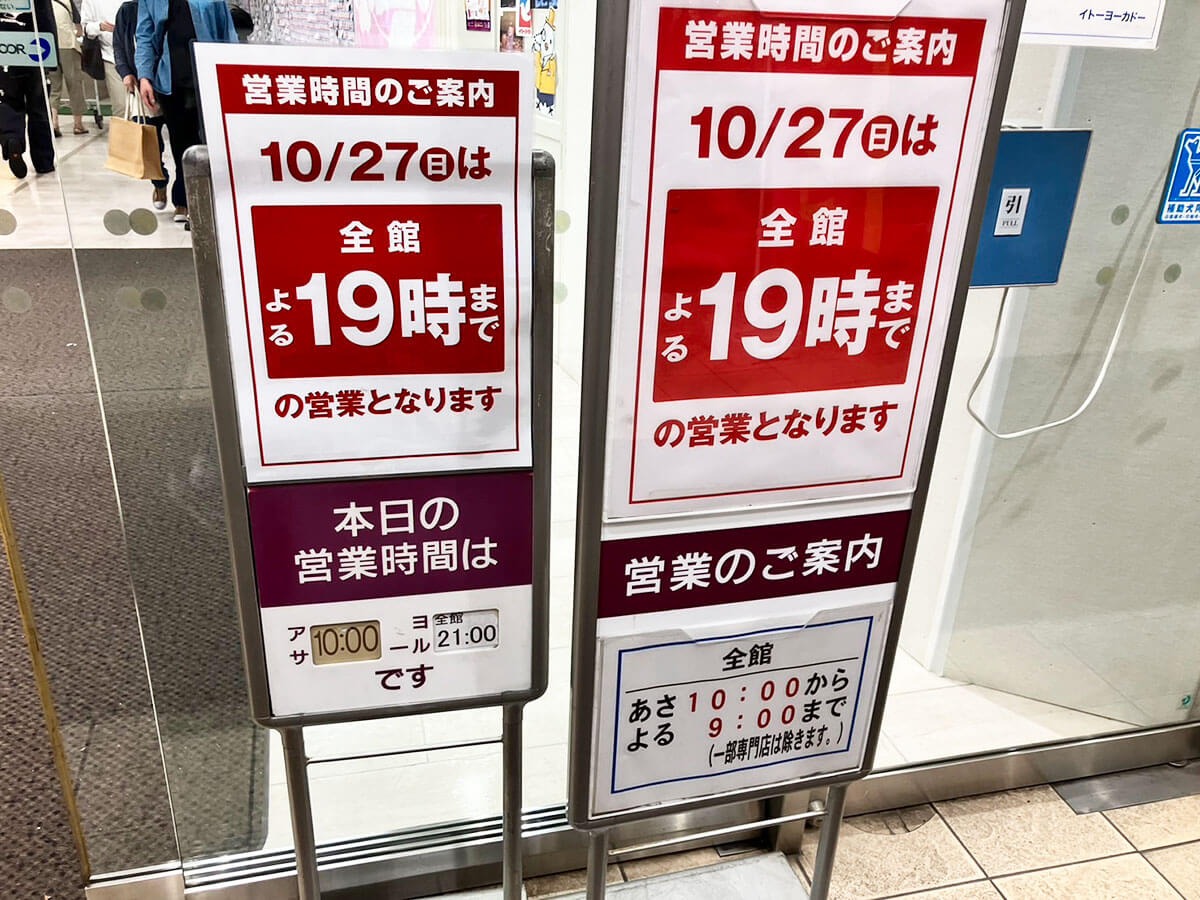 営業時間のご案内
10/27㊐は
全館
よる19時まで
の営業となります
本日の
営業時間は
アサ 10:00 ヨール 全館 21:00
です
営業時間のご案内
10/27㊐は
全館
よる19時まで
の営業となります
営業のご案内
全館
あさ 10:00から
よる 9:00まで
(一部専門店は除きます。)
イトーヨーカドー
引
PULL